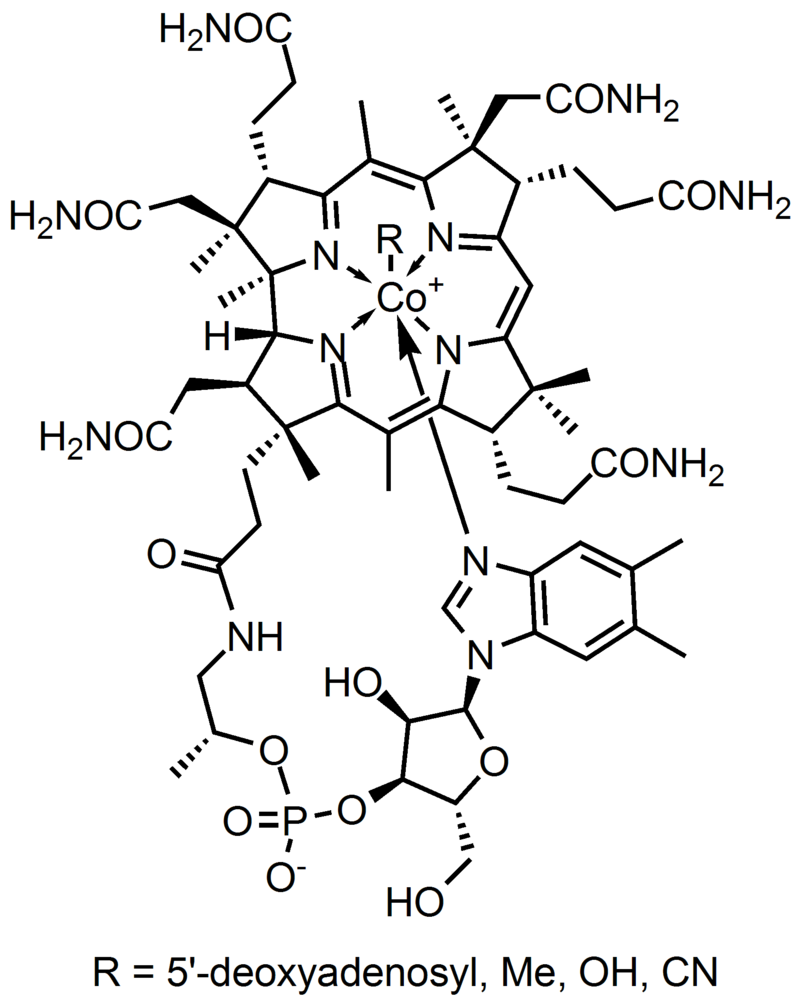 H₂NOC
CONH₂
H₂NOC
CONH₂
R
N
N
Co⁺
H
N
N
H₂NOC
CONH₂
O
N
NH
N
HO
O
O
O=P
O
O⁻
HO
R = 5'-deoxyadenosyl, Me, OH, CN